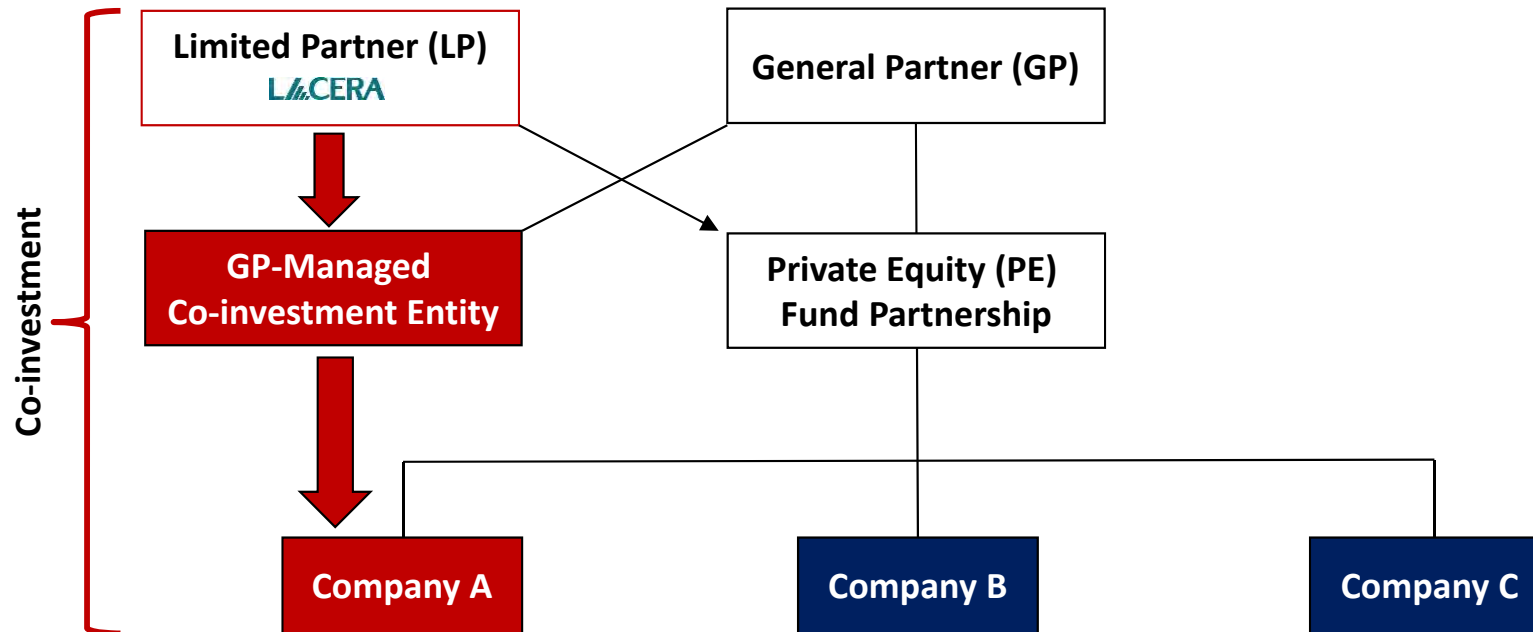 Limited Partner (LP)
LACERA
General Partner (GP)
Co-investment
GP-Managed
Co-investment Entity
Private Equity (PE)
Fund Partnership
Company A
Company B
Company C